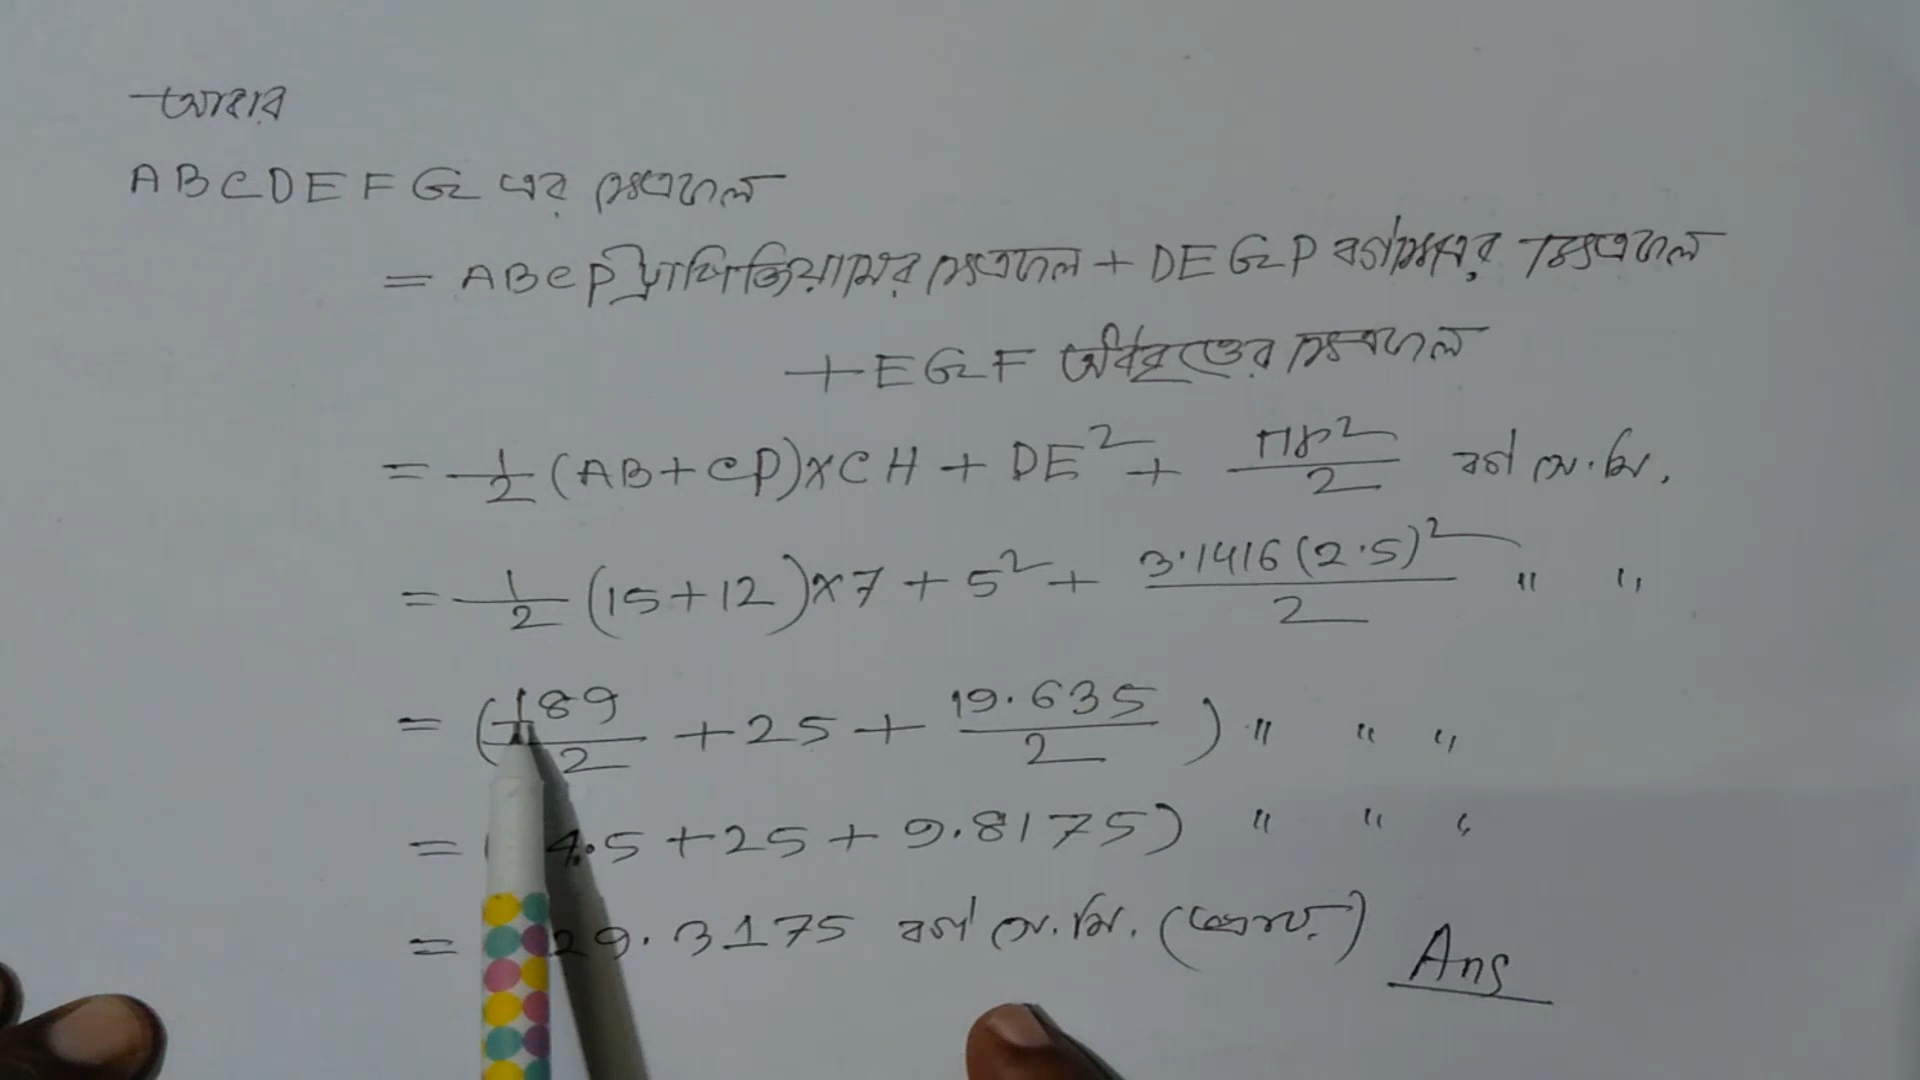 আবার
ABCDEFG এর ক্ষেত্রফল
= ABCP ট্রাপিজিয়ামের ক্ষেত্রফল + DEGP বর্গক্ষেত্রের ক্ষেত্রফল
+ EGF অর্ধবৃত্তের ক্ষেত্রফল
= 1/2 (AB+CP)×CH + DE² + πr²/2 বর্গ সে.মি.
= 1/2 (15+12)×7 + 5² + 3.1416(2.5)²/2 " "
= (189/2 + 25 + 19.635/2) " " "
= 4.5+25+9.8175) " " "
= 29.3175 বর্গ সে.মি. (প্রায়) Ans